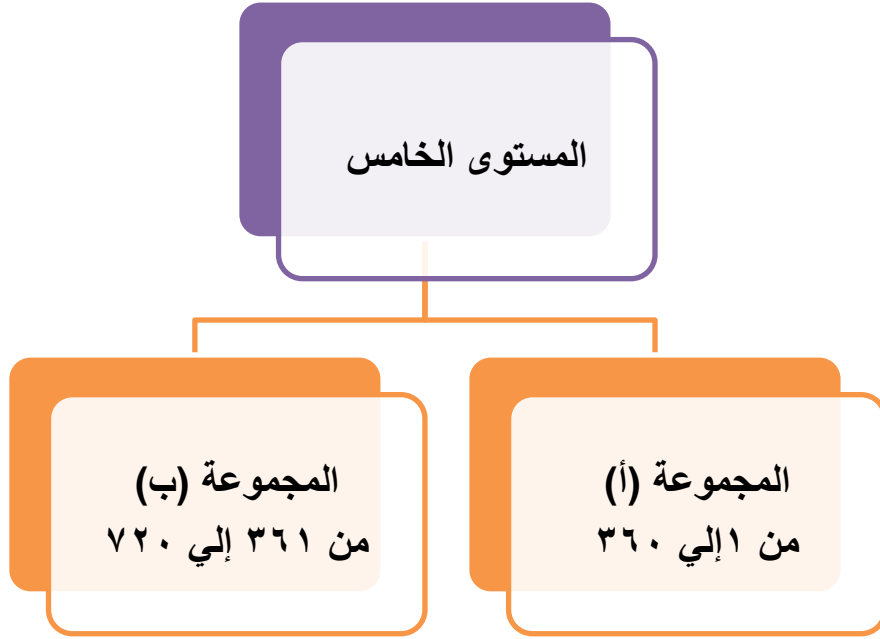 المستوى الخامس
المجموعة (أ)
من ١إلي ٣٦٠
المجموعة (ب)
من ٣٦١ إلي ٧٢٠